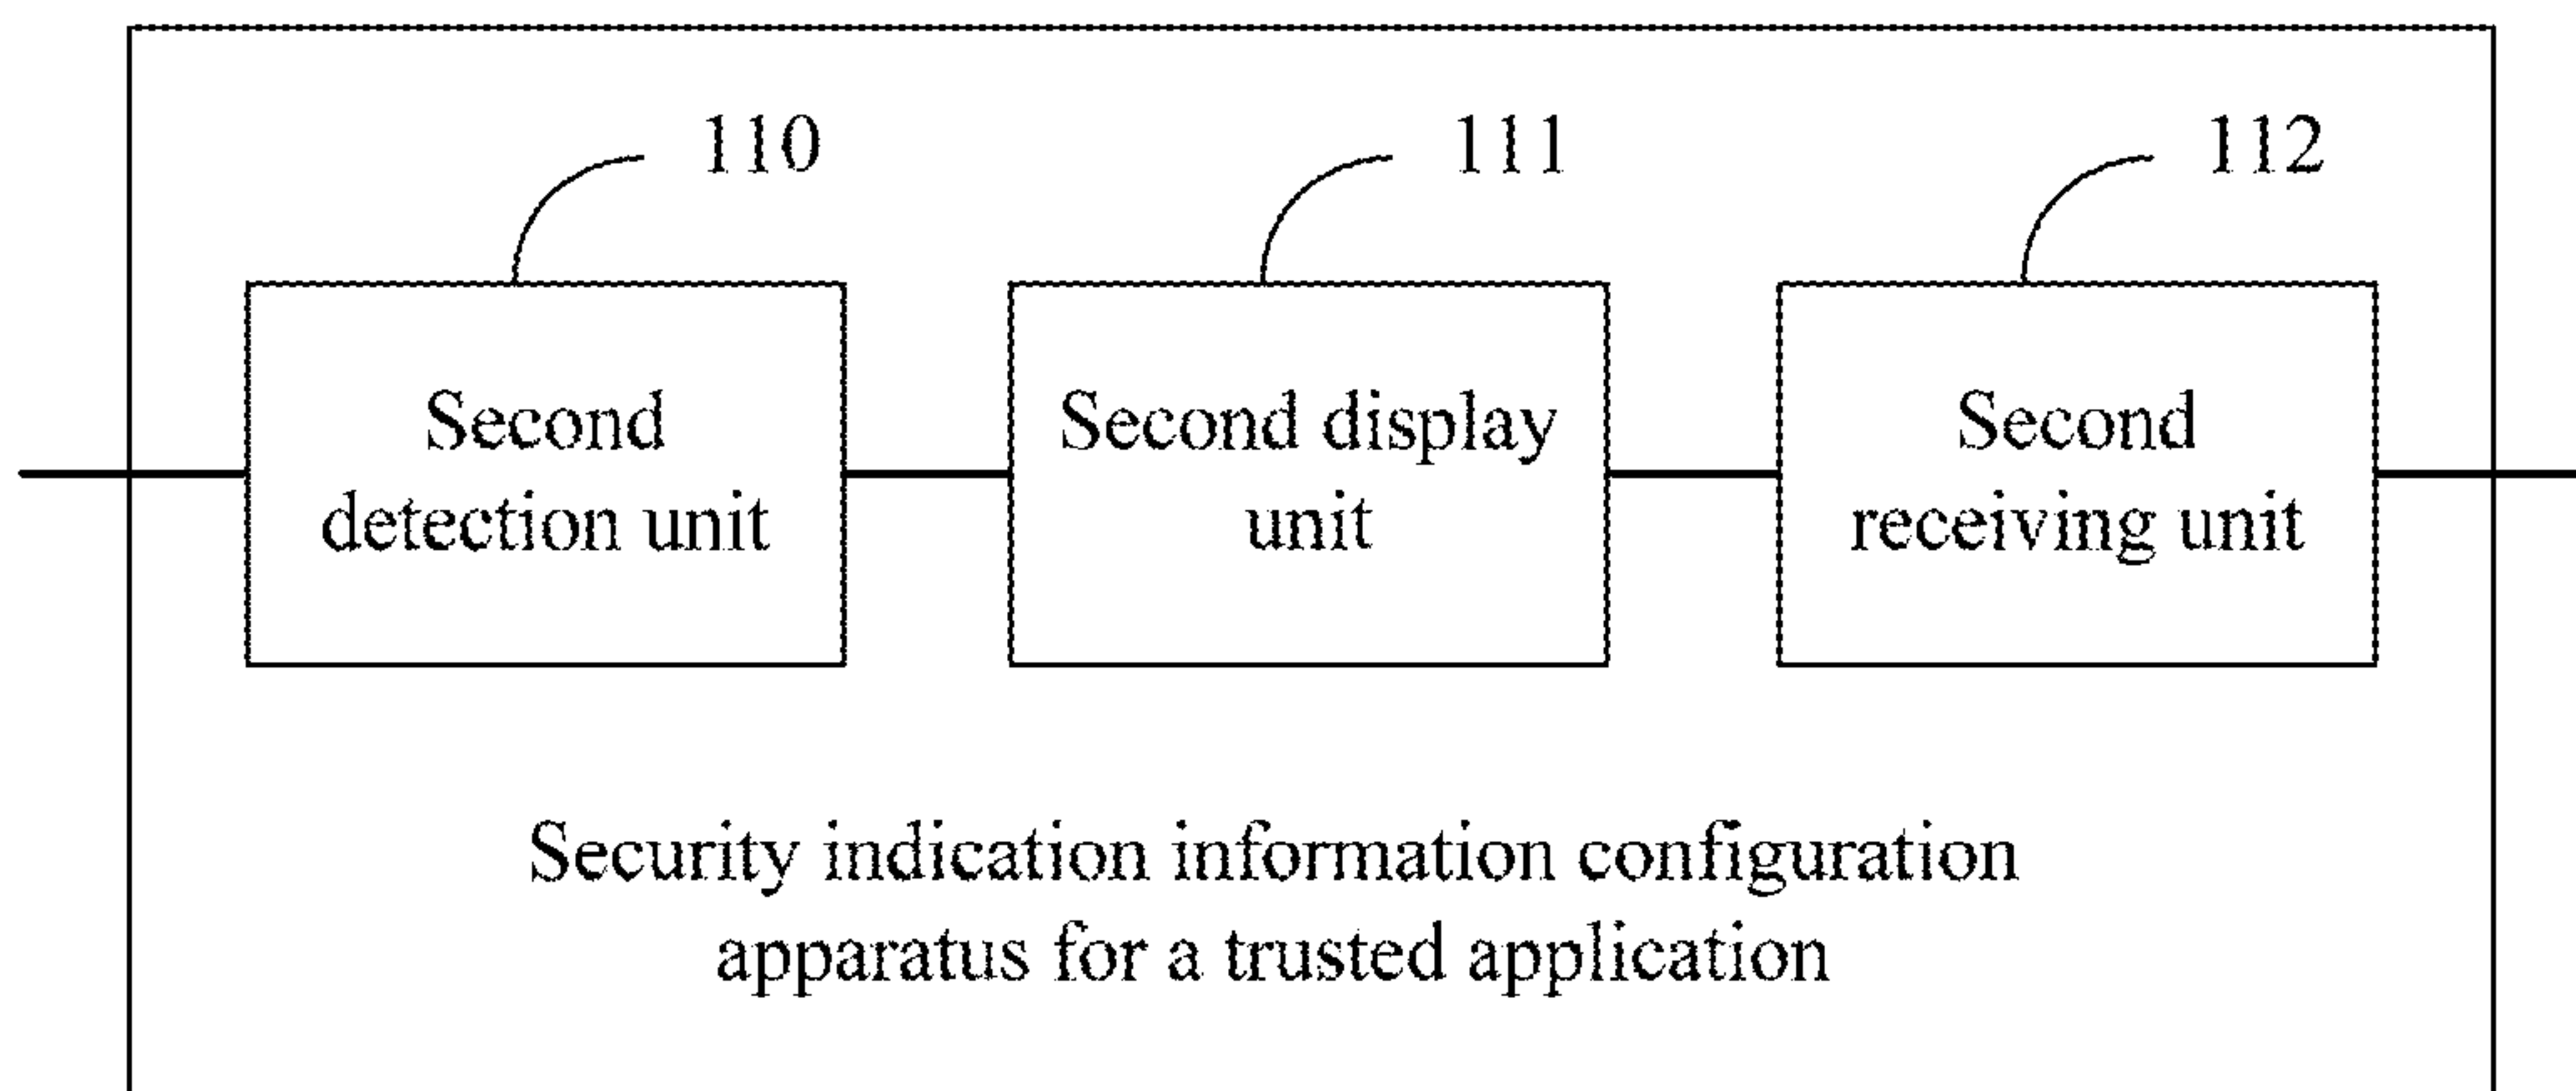 110
111
112
Second
detection unit
Second display
unit
Second
receiving unit
Security indication information configuration
apparatus for a trusted application